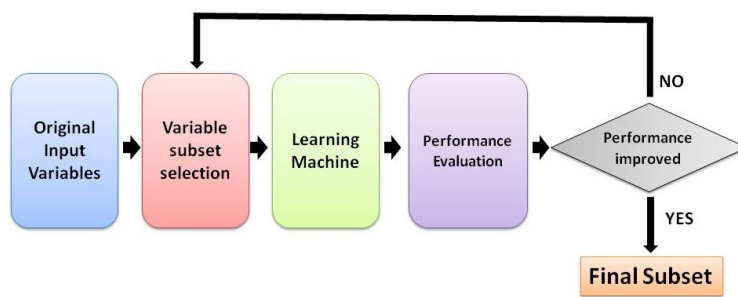 Original
Input
Variables
Variable
subset
selection
Learning
Machine
Performance
Evaluation
Performance
improved
NO
YES
Final Subset